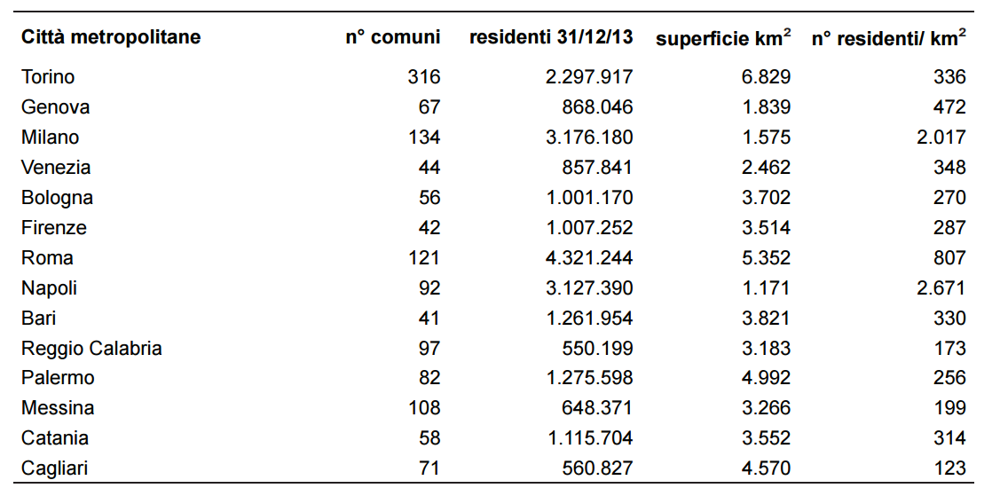 Città metropolitane n° comuni residenti 31/12/13 superficie km² n° residenti/ km²
Torino 316 2.297.917 6.829 336
Genova 67 868.046 1.839 472
Milano 134 3.176.180 1.575 2.017
Venezia 44 857.841 2.462 348
Bologna 56 1.001.170 3.702 270
Firenze 42 1.007.252 3.514 287
Roma 121 4.321.244 5.352 807
Napoli 92 3.127.390 1.171 2.671
Bari 41 1.261.954 3.821 330
Reggio Calabria 97 550.199 3.183 173
Palermo 82 1.275.598 4.992 256
Messina 108 648.371 3.266 199
Catania 58 1.115.704 3.552 314
Cagliari 71 560.827 4.570 123